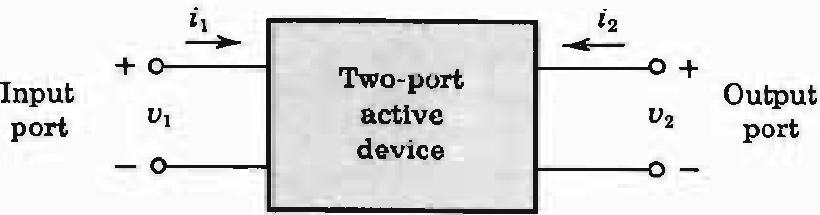 i₁
i₂
+
+
Input
port
v₁
Two-port
active
device
v₂
Output
port
−
−